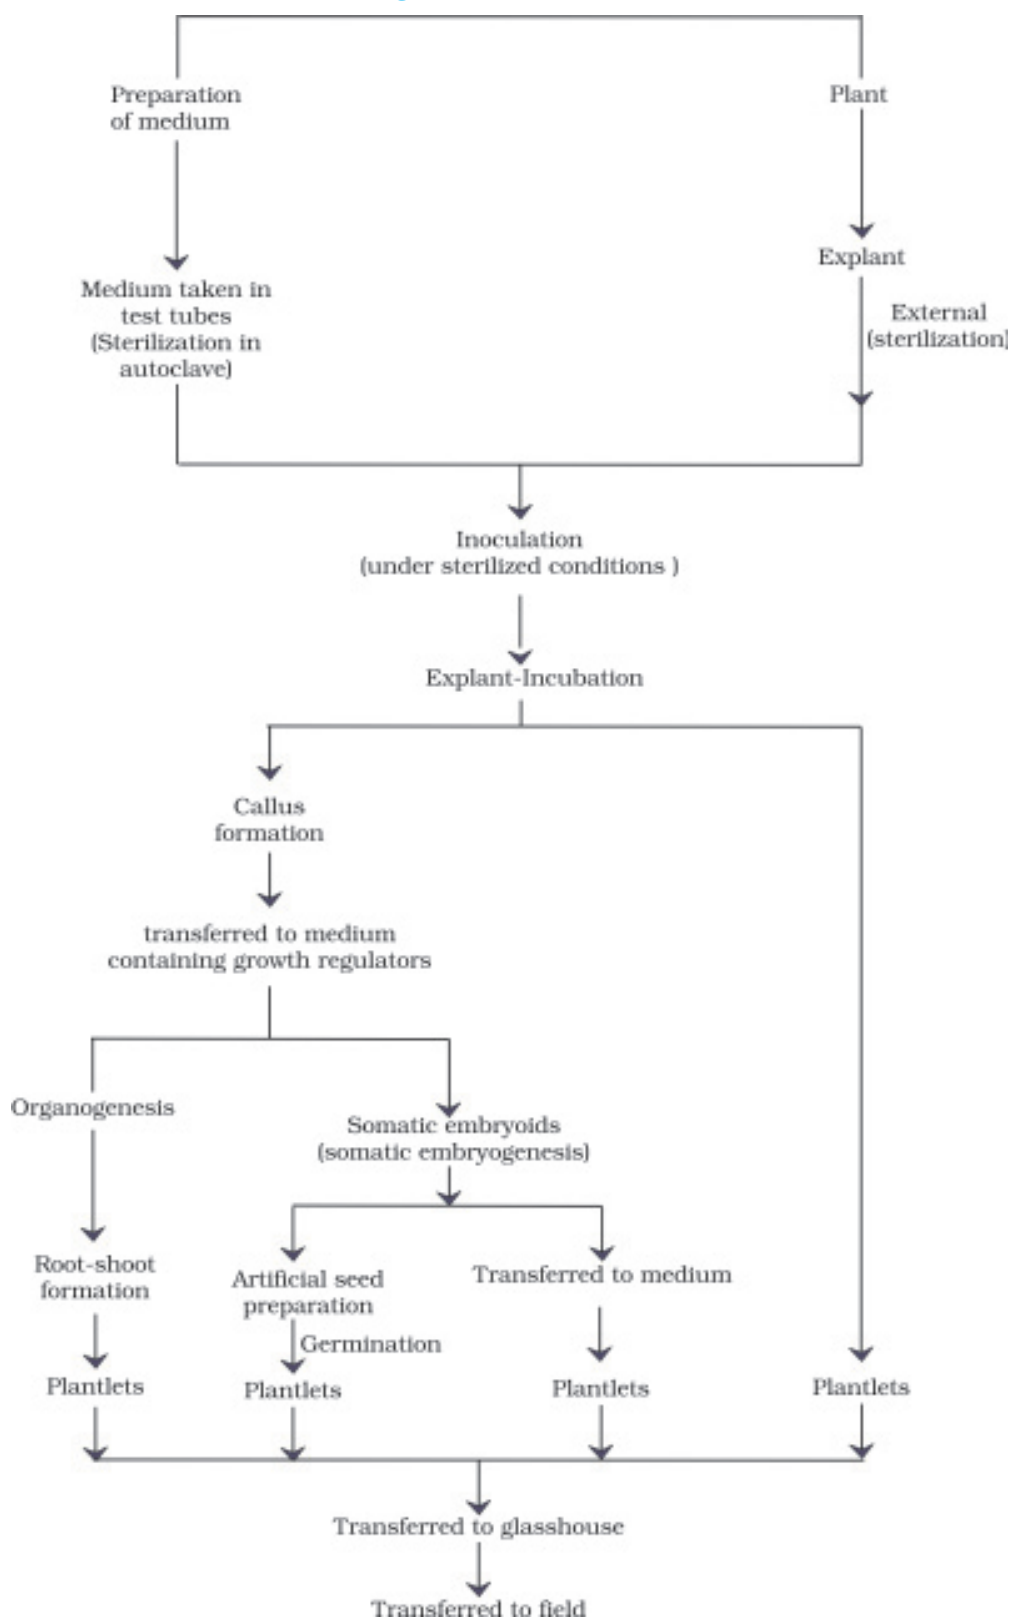 Preparation
of medium
Plant
Explant
External
(sterilization)
Medium taken in
test tubes
(Sterilization in
autoclave)
Inoculation
(under sterilized conditions )
Explant-Incubation
Callus
formation
transferred to medium
containing growth regulators
Organogenesis
Somatic embryoids
(somatic embryogenesis)
Root-shoot
formation
Artificial seed
preparation
Transferred to medium
Germination
Plantlets
Plantlets
Plantlets
Plantlets
Transferred to glasshouse
Transferred to field